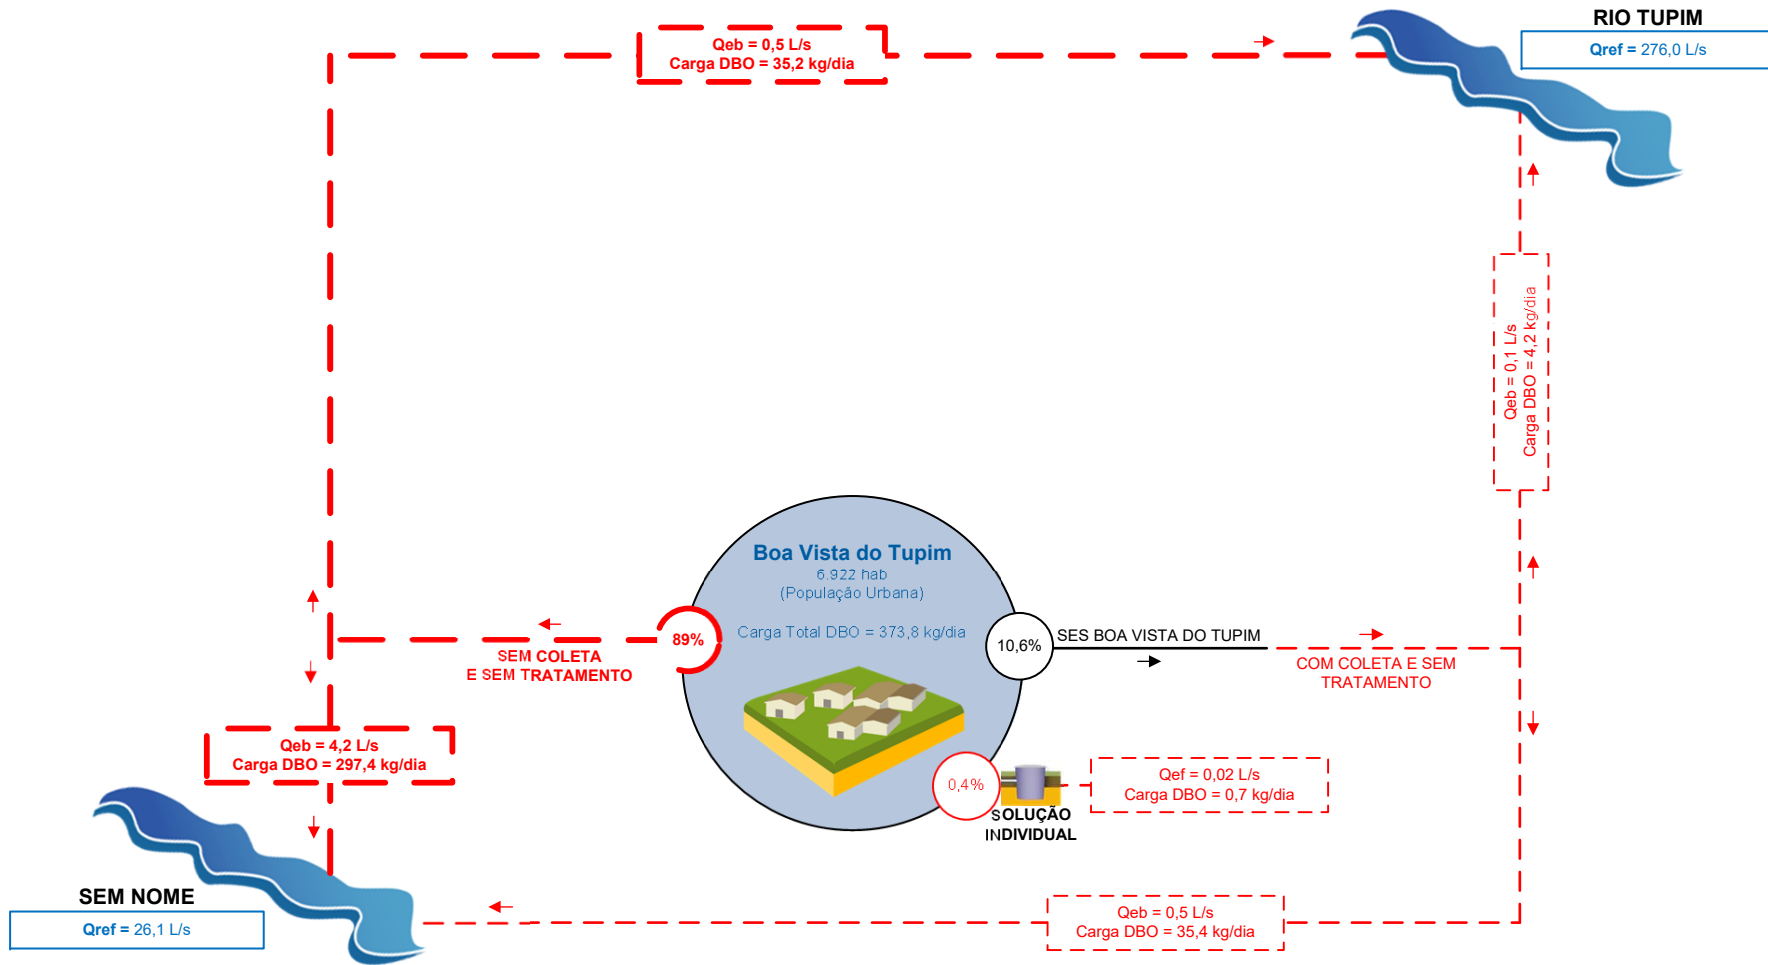 RIO TUPIM
Qref = 276,0 L/s
Qeb = 0,5 L/s
Carga DBO = 35,2 kg/dia
Qeb = 0,1 L/s
Carga DBO = 4,2 kg/dia
Boa Vista do Tupim
6.922 hab
(População Urbana)
Carga Total DBO = 373,8 kg/dia
89%
SEM COLETA
E SEM TRATAMENTO
10,6%
SES BOA VISTA DO TUPIM
COM COLETA E SEM
TRATAMENTO
Qeb = 4,2 L/s
Carga DBO = 297,4 kg/dia
0,4%
SOLUÇÃO
INDIVIDUAL
Qef = 0,02 L/s
Carga DBO = 0,7 kg/dia
SEM NOME
Qref = 26,1 L/s
Qeb = 0,5 L/s
Carga DBO = 35,4 kg/dia